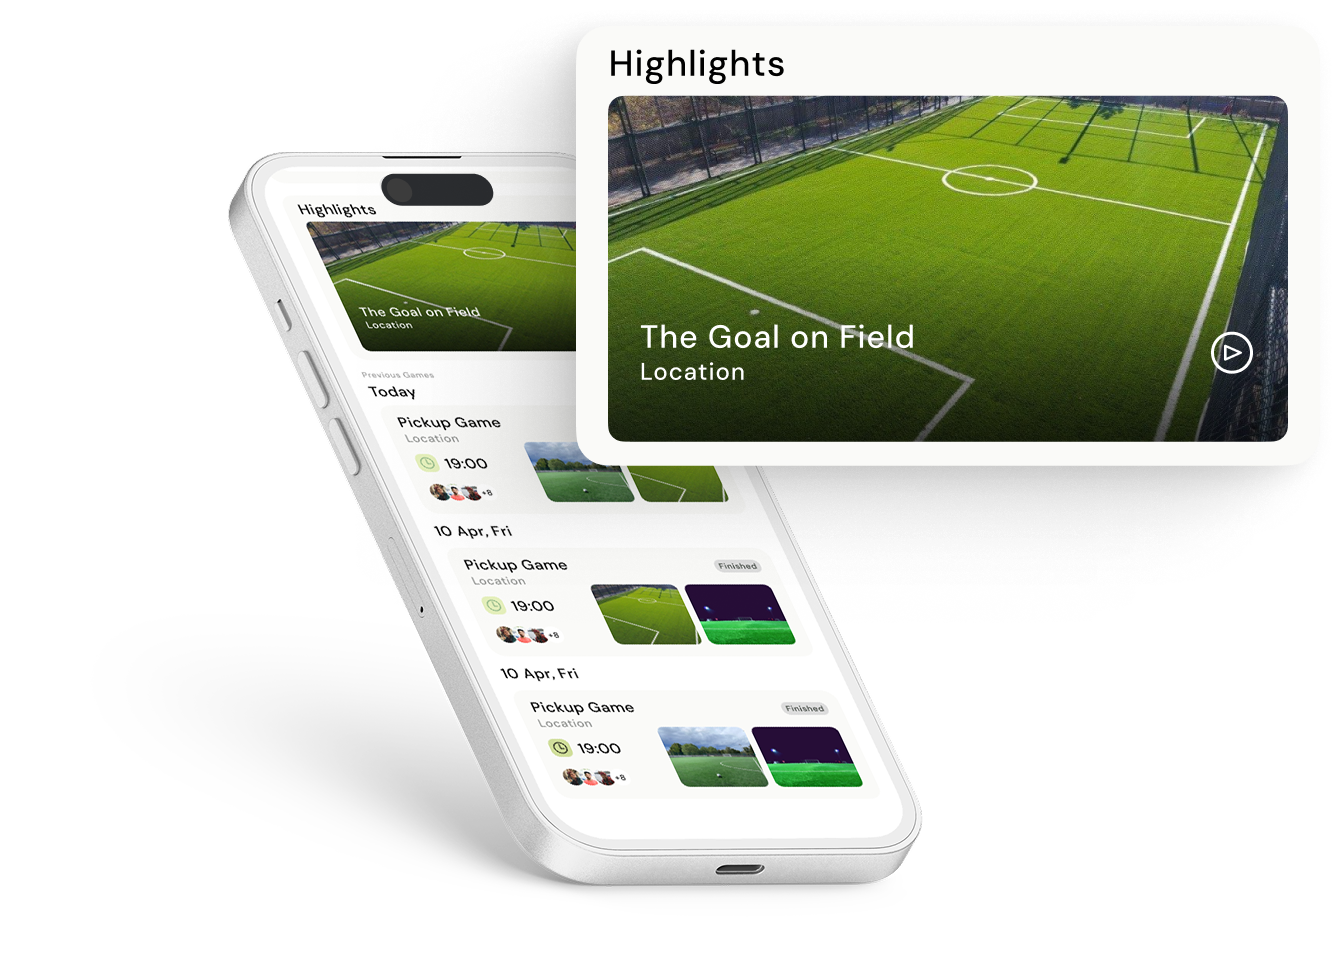 Highlights
The Goal on Field
Location
Highlights
The Goal on Field
Location
Previous Games
Today
Pickup Game
Location
19:00
+8
10 Apr, Fri
Pickup Game
Finished
Location
19:00
+8
10 Apr, Fri
Pickup Game
Finished
Location
19:00
+8